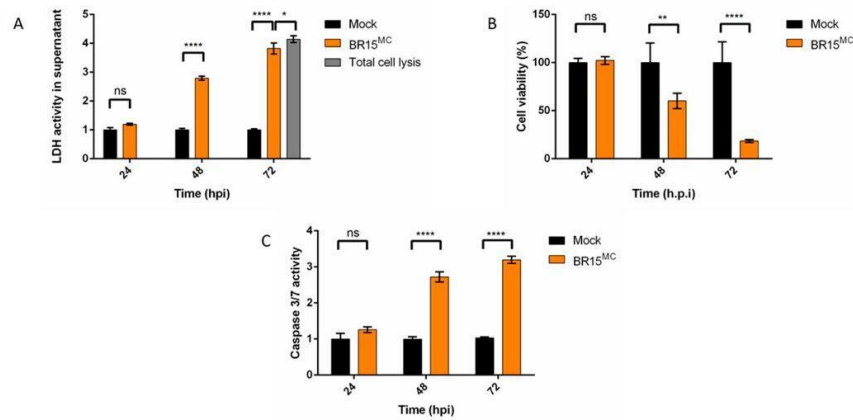 A
LDH activity in supernatant
5
4
3
2
1
0
ns
****
****
*
24
48
72
Time (hpi)
Mock
BR15MC
Total cell lysis
B
Cell viability (%)
150
100
50
0
ns
**
****
24
48
72
Time (h.p.i)
Mock
BR15MC
C
Caspase 3/7 activity
4
3
2
1
0
ns
****
****
24
48
72
Time (hpi)
Mock
BR15MC